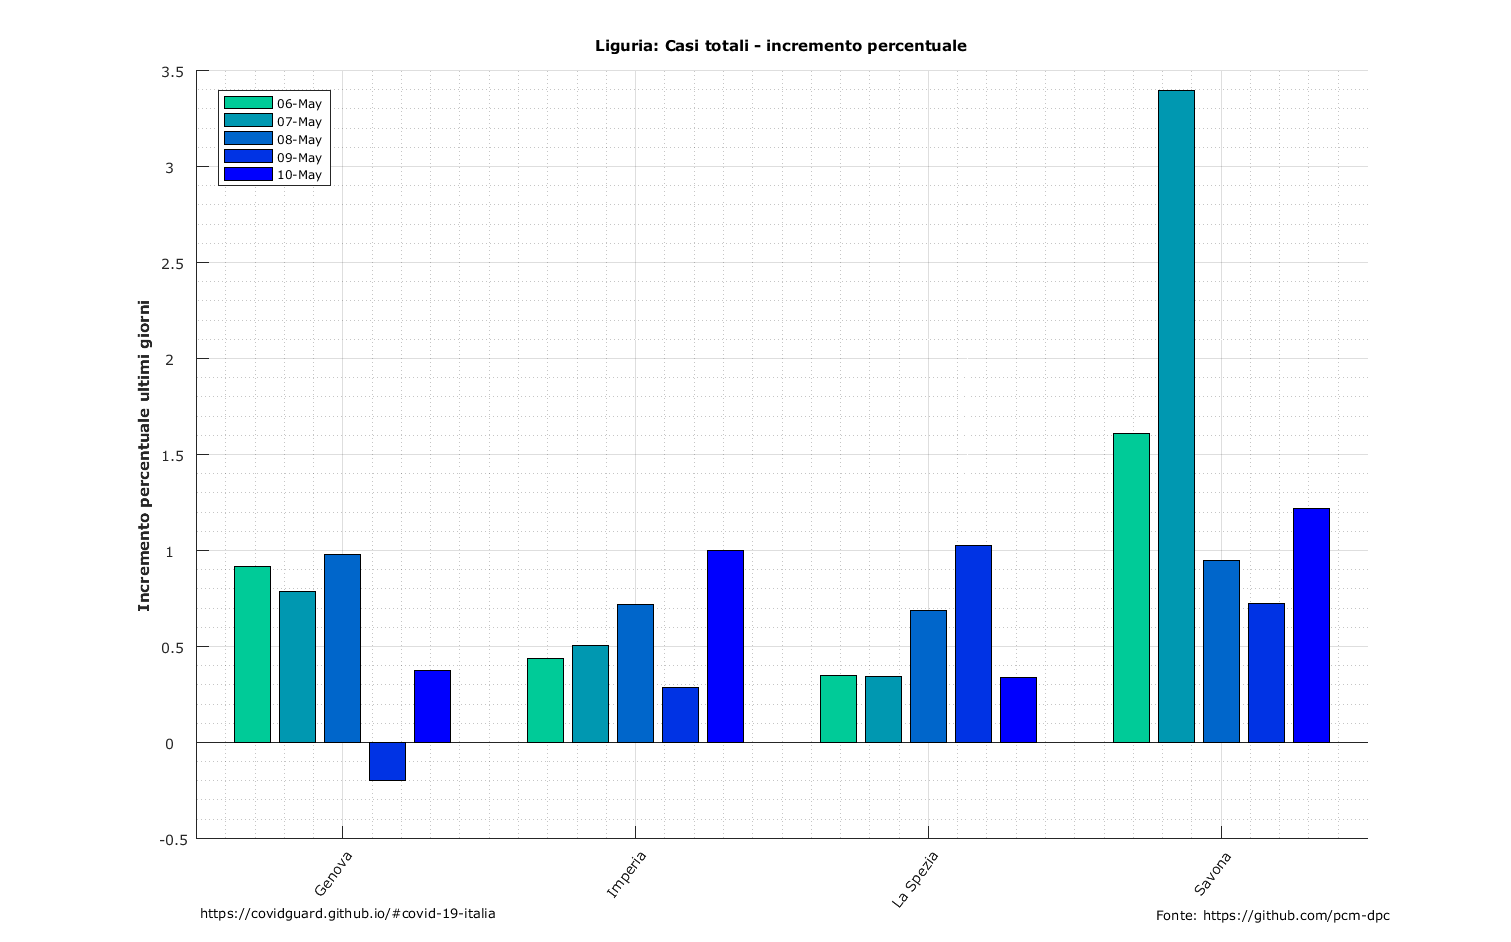 Liguria: Casi totali - incremento percentuale
3.5
3
2.5
2
1.5
1
0.5
0
-0.5
Incremento percentuale ultimi giorni
06-May
07-May
08-May
09-May
10-May
Genova
Imperia
La Spezia
Savona
https://covidguard.github.io/#covid-19-italia
Fonte: https://github.com/pcm-dpc